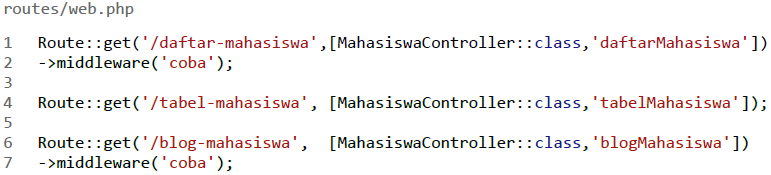 routes/web.php
1 Route::get('/daftar-mahasiswa',[MahasiswaController::class,'daftarMahasiswa'])
2 ->middleware('coba');
3
4 Route::get('/tabel-mahasiswa', [MahasiswaController::class,'tabelMahasiswa']);
5
6 Route::get('/blog-mahasiswa',  [MahasiswaController::class,'blogMahasiswa'])
7 ->middleware('coba');